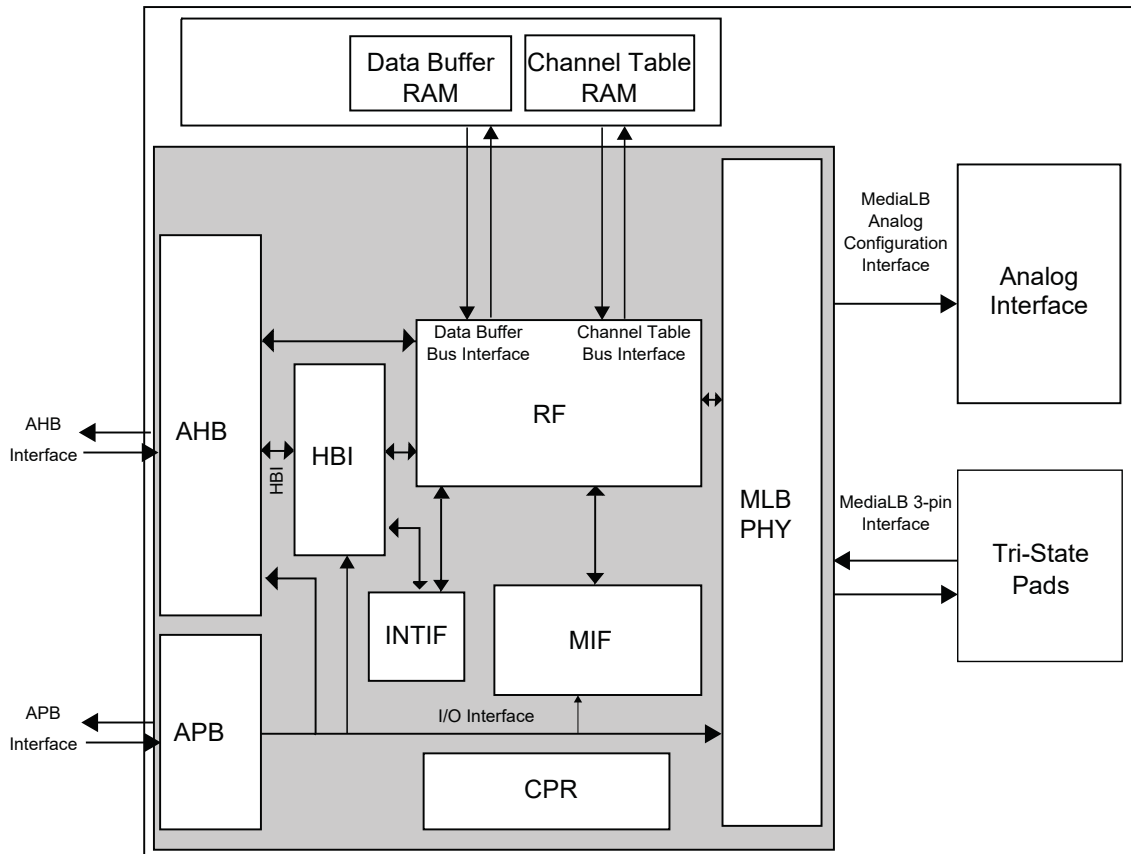 Data Buffer
RAM
Channel Table
RAM
MediaLB
Analog
Configuration
Interface
Analog
Interface
Data Buffer
Bus Interface
Channel Table
Bus Interface
RF
AHB
Interface
AHB
HBI
HBI
MLB
PHY
MediaLB 3-pin
Interface
Tri-State
Pads
INTIF
MIF
APB
Interface
APB
I/O Interface
CPR